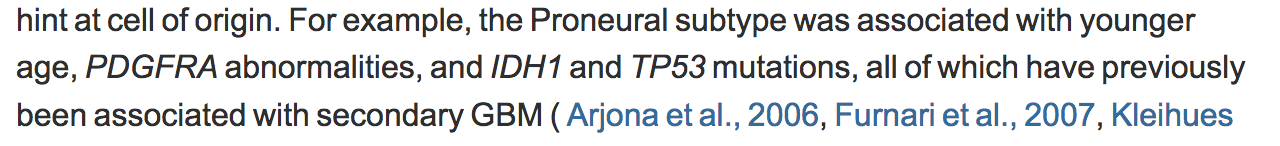 hint at cell of origin. For example, the Proneural subtype was associated with younger
age, PDGFRA abnormalities, and IDH1 and TP53 mutations, all of which have previously
been associated with secondary GBM ( Arjona et al., 2006, Furnari et al., 2007, Kleihues